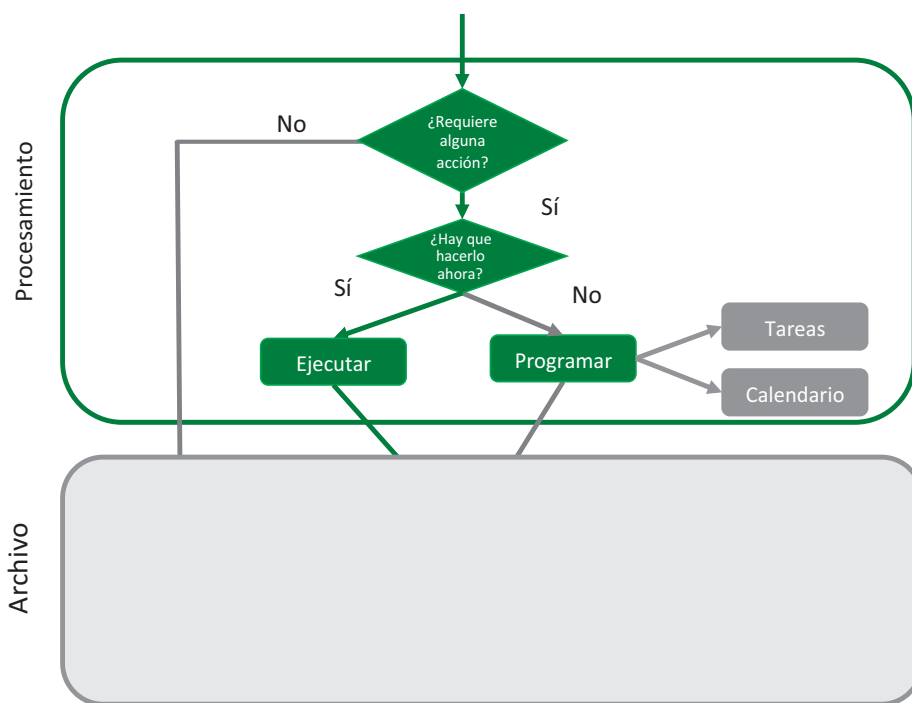 Procesamiento
No
¿Requiere
alguna
acción?
Sí
¿Hay que
hacerlo
ahora?
Sí
No
Ejecutar
Programar
Tareas
Calendario
Archivo